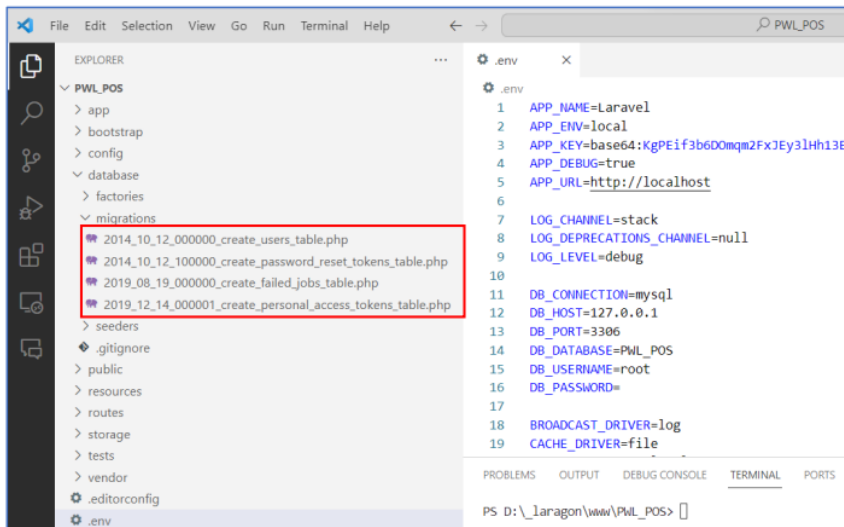 File Edit Selection View Go Run Terminal Help
PWL_POS
EXPLORER
PWL_POS
app
bootstrap
config
database
factories
migrations
2014_10_12_000000_create_users_table.php
2014_10_12_100000_create_password_reset_tokens_table.php
2019_08_19_000000_create_failed_jobs_table.php
2019_12_14_000001_create_personal_access_tokens_table.php
seeders
.gitignore
public
resources
routes
storage
tests
vendor
.editorconfig
.env
.env
.env
1 APP_NAME=Laravel
2 APP_ENV=local
3
4 APP_DEBUG=true
5 APP_URL=http://localhost
6
7 LOG_CHANNEL=stack
8 LOG_DEPRECATIONS_CHANNEL=null
9 LOG_LEVEL=debug
10
11 DB_CONNECTION=mysql
12 DB_HOST=127.0.0.1
13 DB_PORT=3306
14 DB_DATABASE=PWL_POS
15 DB_USERNAME=root
16 DB_PASSWORD=
17
18 BROADCAST_DRIVER=log
19 CACHE_DRIVER=file
PROBLEMS OUTPUT DEBUG CONSOLE TERMINAL PORTS
PS D:\_laragon\www\PWL_POS>